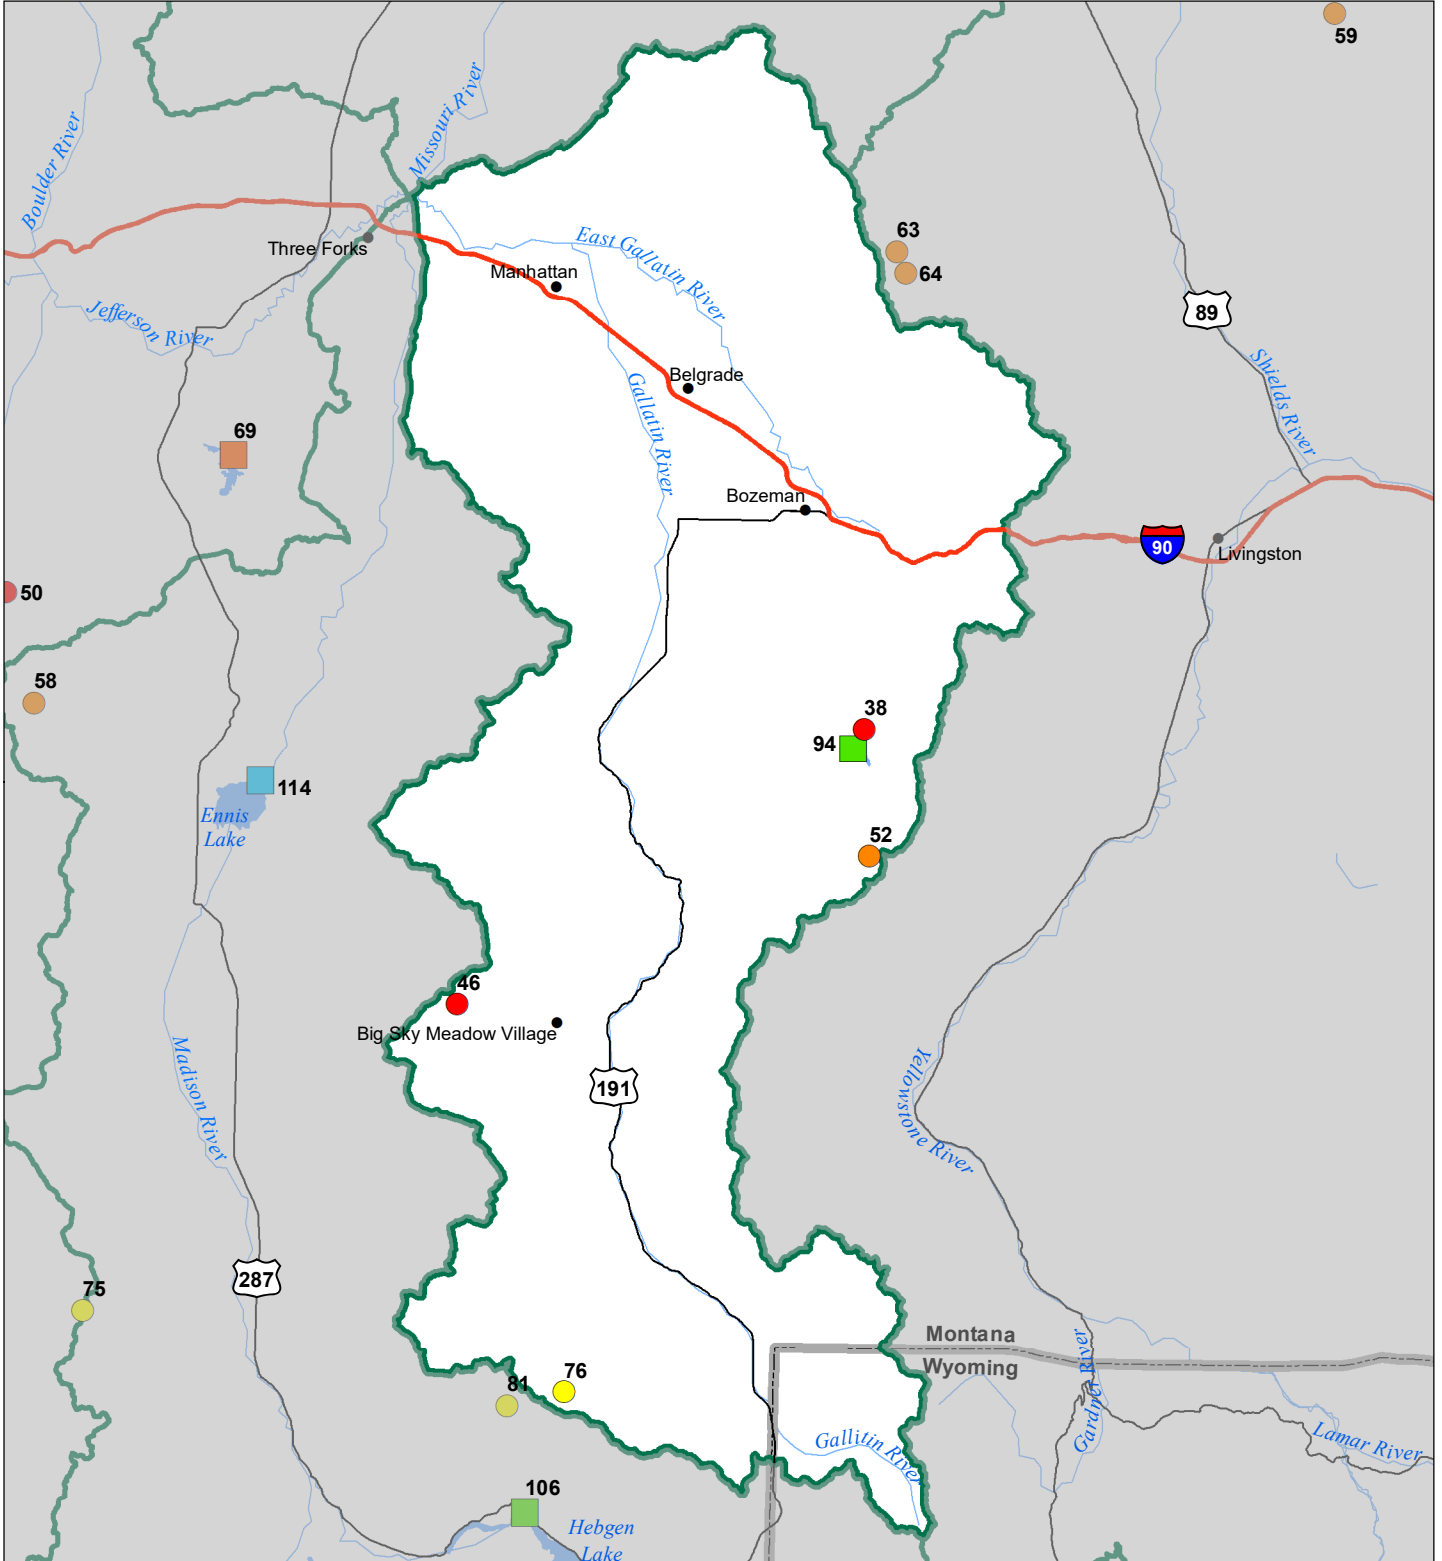 59
Missouri River
Boulder River
63
East Gallatin River
Three Forks
64
Manhattan
89
Jefferson River
Shields River
Belgrade
Gallatin River
69
Bozeman
90
Livingston
50
58
38
94
114
Ennis
Lake
52
46
Big Sky Meadow Village
Madison River
191
Yellowstone River
287
75
Montana
Wyoming
Gardner River
76
81
Gallitin River
Lamar River
106
Hebgen
Lake